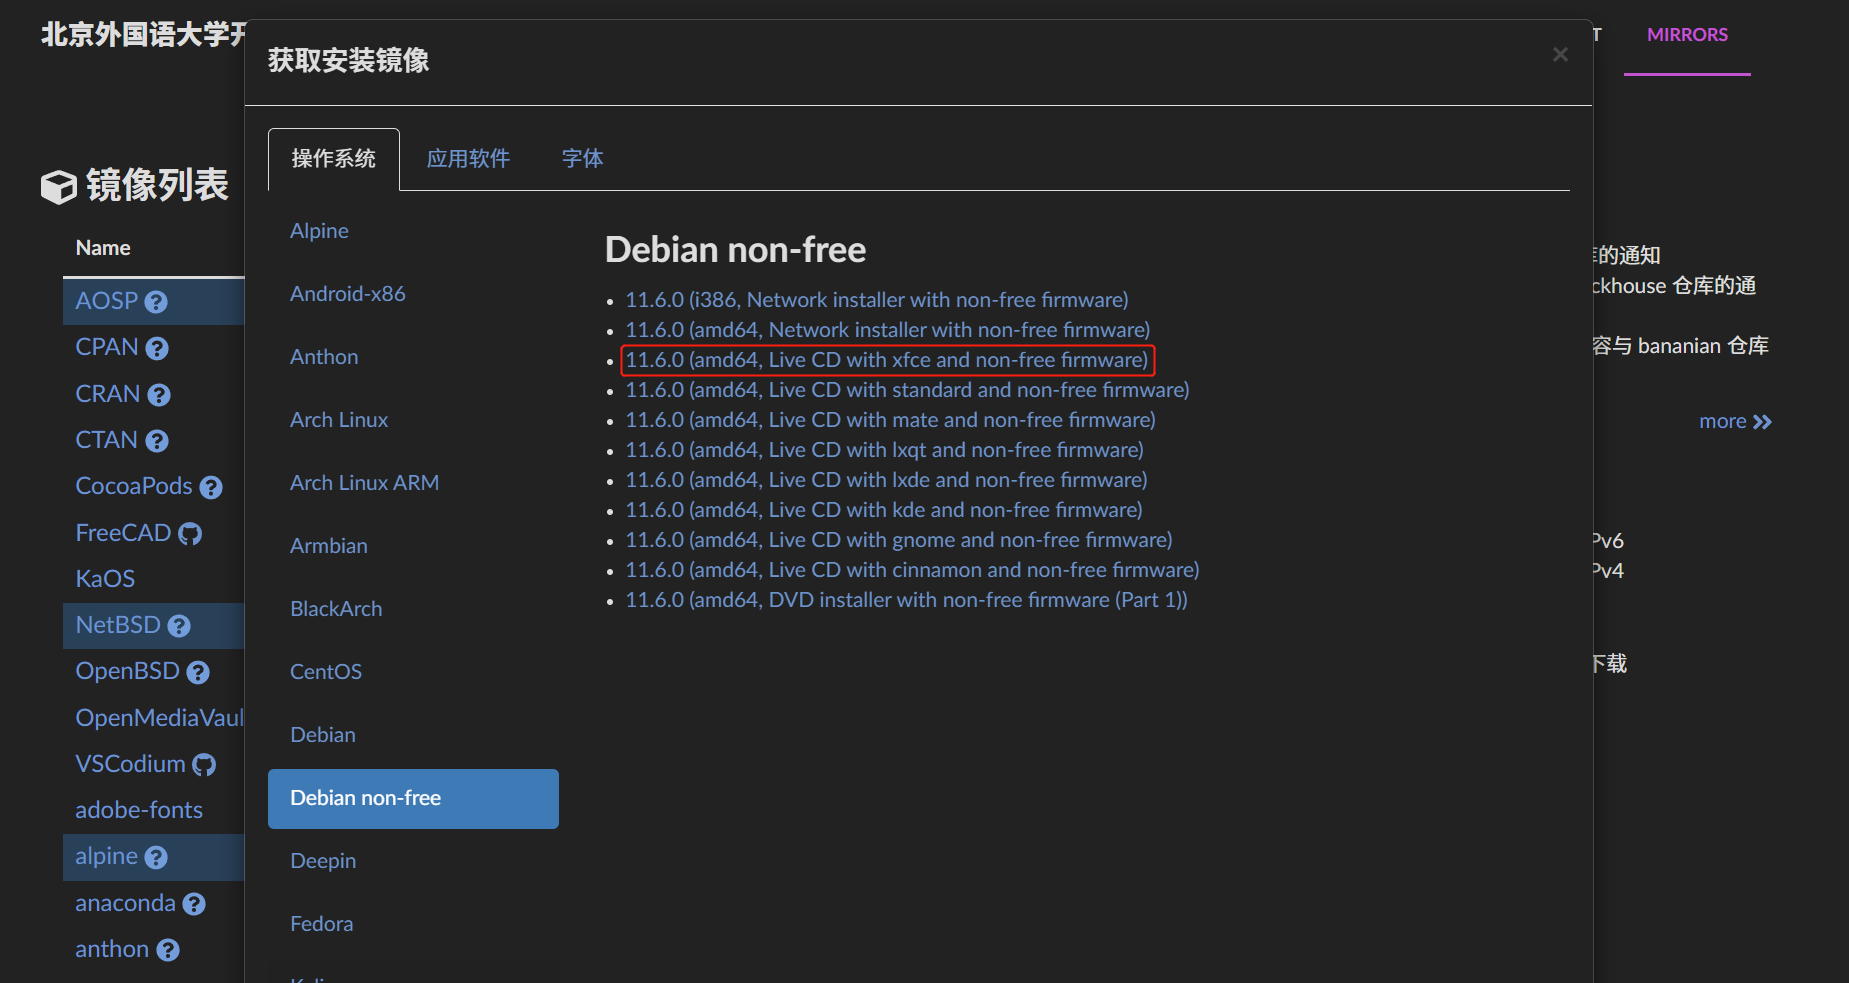 北京外国语大学开
MIRRORS
获取安装镜像
×
操作系统
应用软件
字体
镜像列表
Name
AOSP
CPAN
CRAN
CTAN
CocoaPods
FreeCAD
KaOS
NetBSD
OpenBSD
OpenMediaVaul
VSCodium
adobe-fonts
alpine
anaconda
anthon
Alpine
Android-x86
Anthon
Arch Linux
Arch Linux ARM
Armbian
BlackArch
CentOS
Debian
Debian non-free
Deepin
Fedora
Debian non-free
11.6.0 (i386, Network installer with non-free firmware)
11.6.0 (amd64, Network installer with non-free firmware)
11.6.0 (amd64, Live CD with xfce and non-free firmware)
11.6.0 (amd64, Live CD with standard and non-free firmware)
11.6.0 (amd64, Live CD with mate and non-free firmware)
11.6.0 (amd64, Live CD with lxqt and non-free firmware)
11.6.0 (amd64, Live CD with lxde and non-free firmware)
11.6.0 (amd64, Live CD with kde and non-free firmware)
11.6.0 (amd64, Live CD with gnome and non-free firmware)
11.6.0 (amd64, Live CD with cinnamon and non-free firmware)
11.6.0 (amd64, DVD installer with non-free firmware (Part 1))
的通知
ckhouse 仓库的通
容与 bananian 仓库
more
Pv6
Pv4
下载